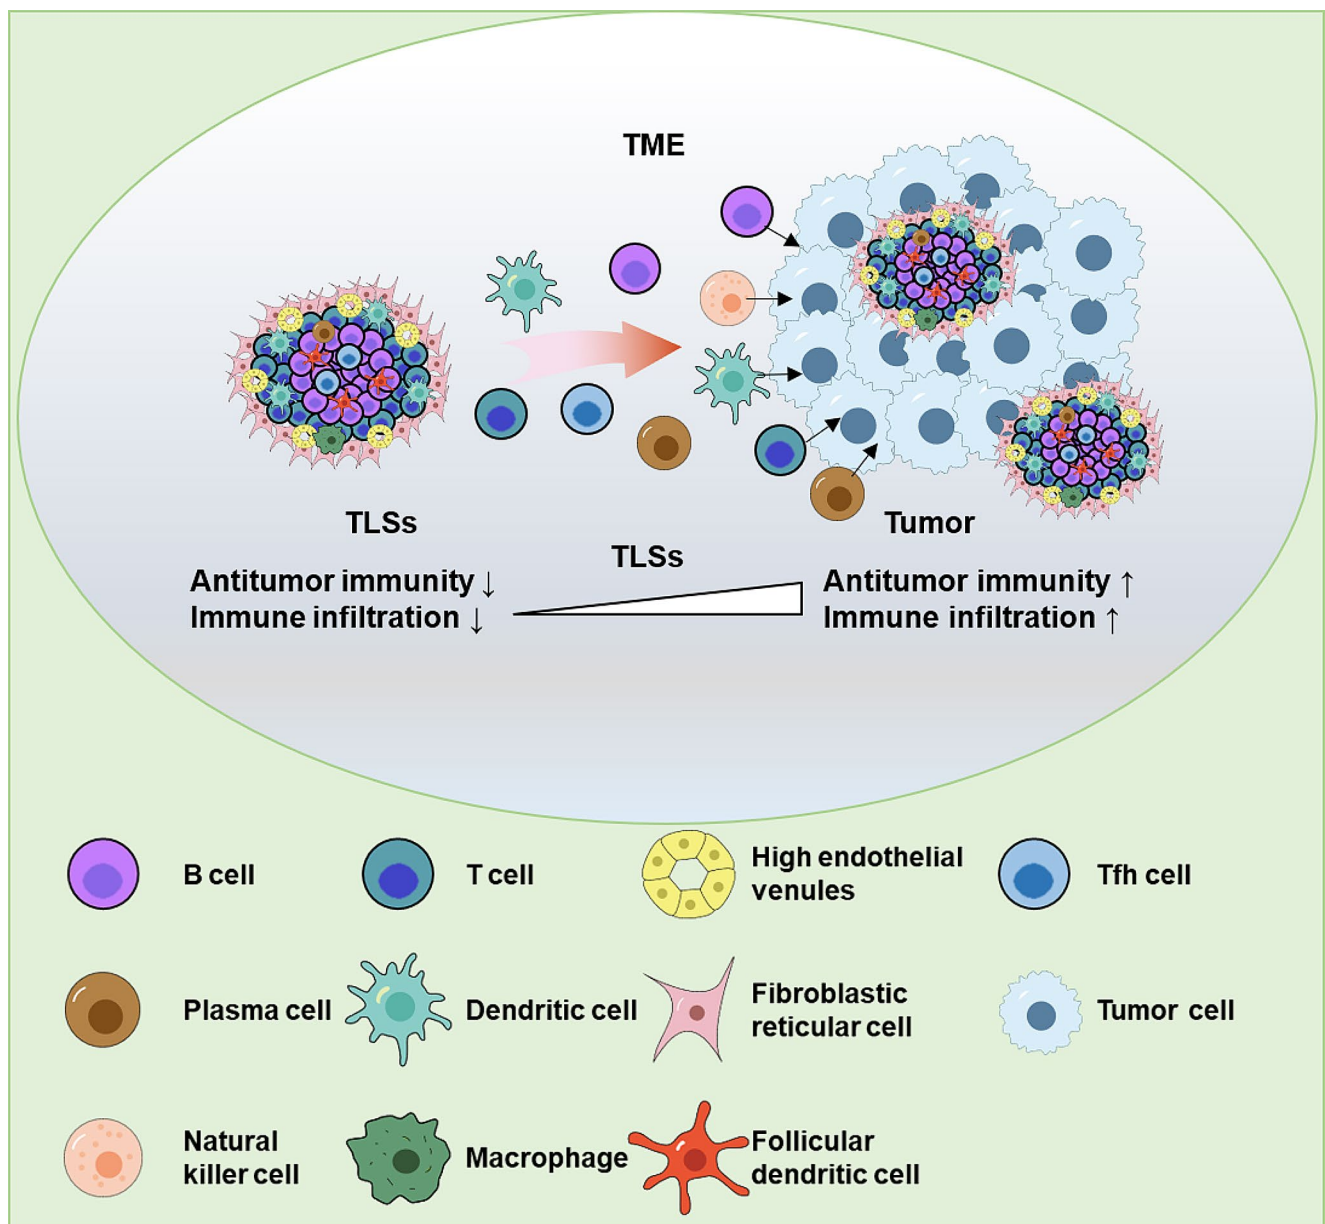 TME
TLSs
Tumor
TLSs
Antitumor immunity ↓
Immune infiltration ↓
Antitumor immunity ↑
Immune infiltration ↑
B cell
T cell
High endothelial
venules
Tfh cell
Plasma cell
Dendritic cell
Fibroblastic
reticular cell
Tumor cell
Natural
killer cell
Macrophage
Follicular
dendritic cell